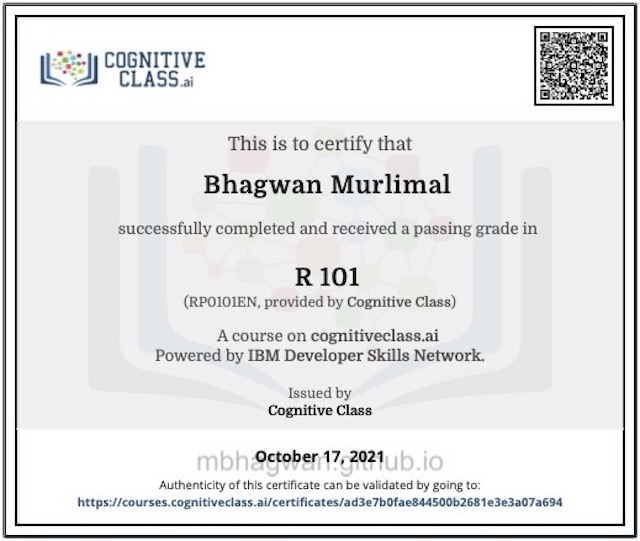 COGNITIVE
CLASS.ai
This is to certify that
Bhagwan Murlimal
successfully completed and received a passing grade in
R 101
(RP0101EN, provided by Cognitive Class)
A course on cognitiveclass.ai
Powered by IBM Developer Skills Network.
Issued by
Cognitive Class
October 17, 2021
mbhagwan.github.io
Authenticity of this certificate can be validated by going to:
https://courses.cognitiveclass.ai/certificates/ad3e7b0fae844500b2681e3e3a07a694